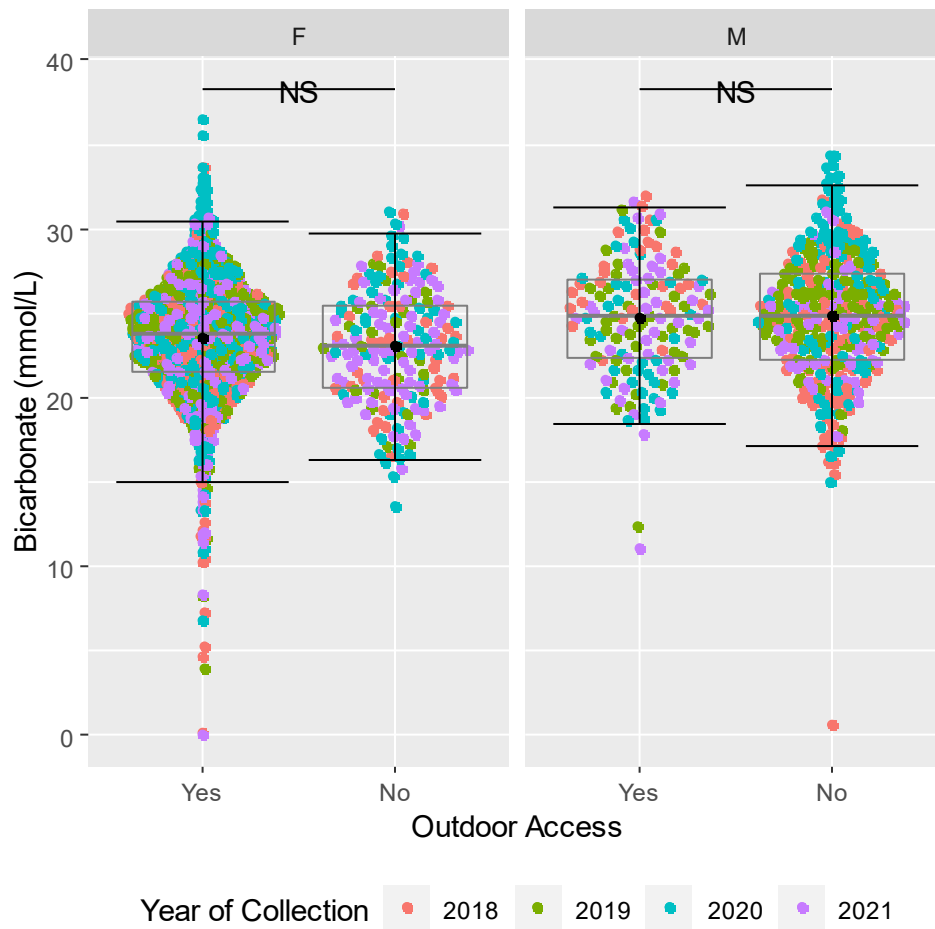 F M
NS NS
40
30
20
10
0
Bicarbonate (mmol/L)
Yes No Yes No
Outdoor Access
Year of Collection 2018 2019 2020 2021